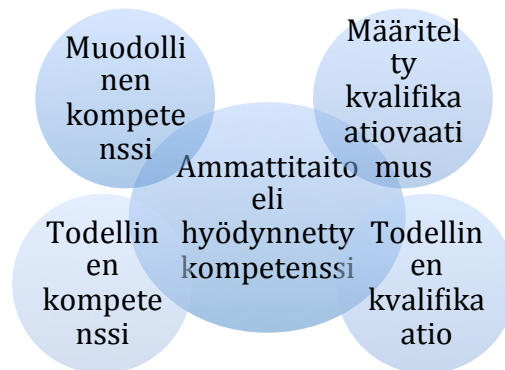 Muodolli
nen
kompete
nssi
Määritel
ty
kvalifika
atiovaati
mus
Ammattitaito
eli
hyödynnetty
kompetenssi
Todellin
en
kompete
nssi
Todellin
en
kvalifika
atio